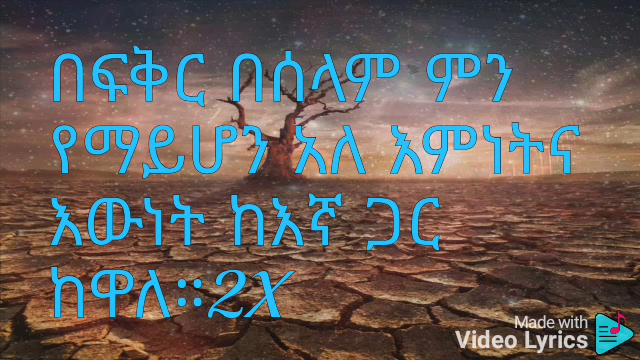 በፍቅር በሰላም ምን
የማይሆን አለ እምነትና
እውነት ከእኛ ጋር
ከዋለ።2X
Made with
Video Lyrics